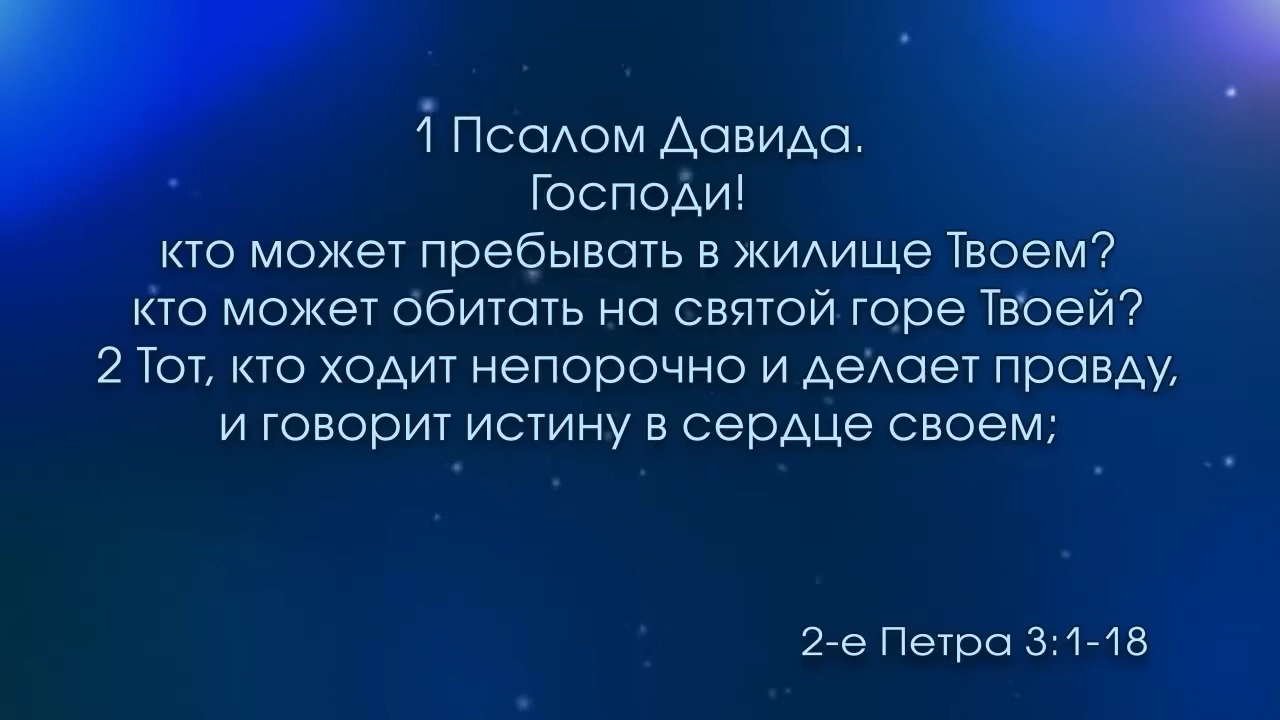 1 Псалом Давида.
Господи!
кто может пребывать в жилище Твоем?
кто может обитать на святой горе Твоей?
2 Тот, кто ходит непорочно и делает правду,
и говорит истину в сердце своем;
2-е Петра 3:1-18